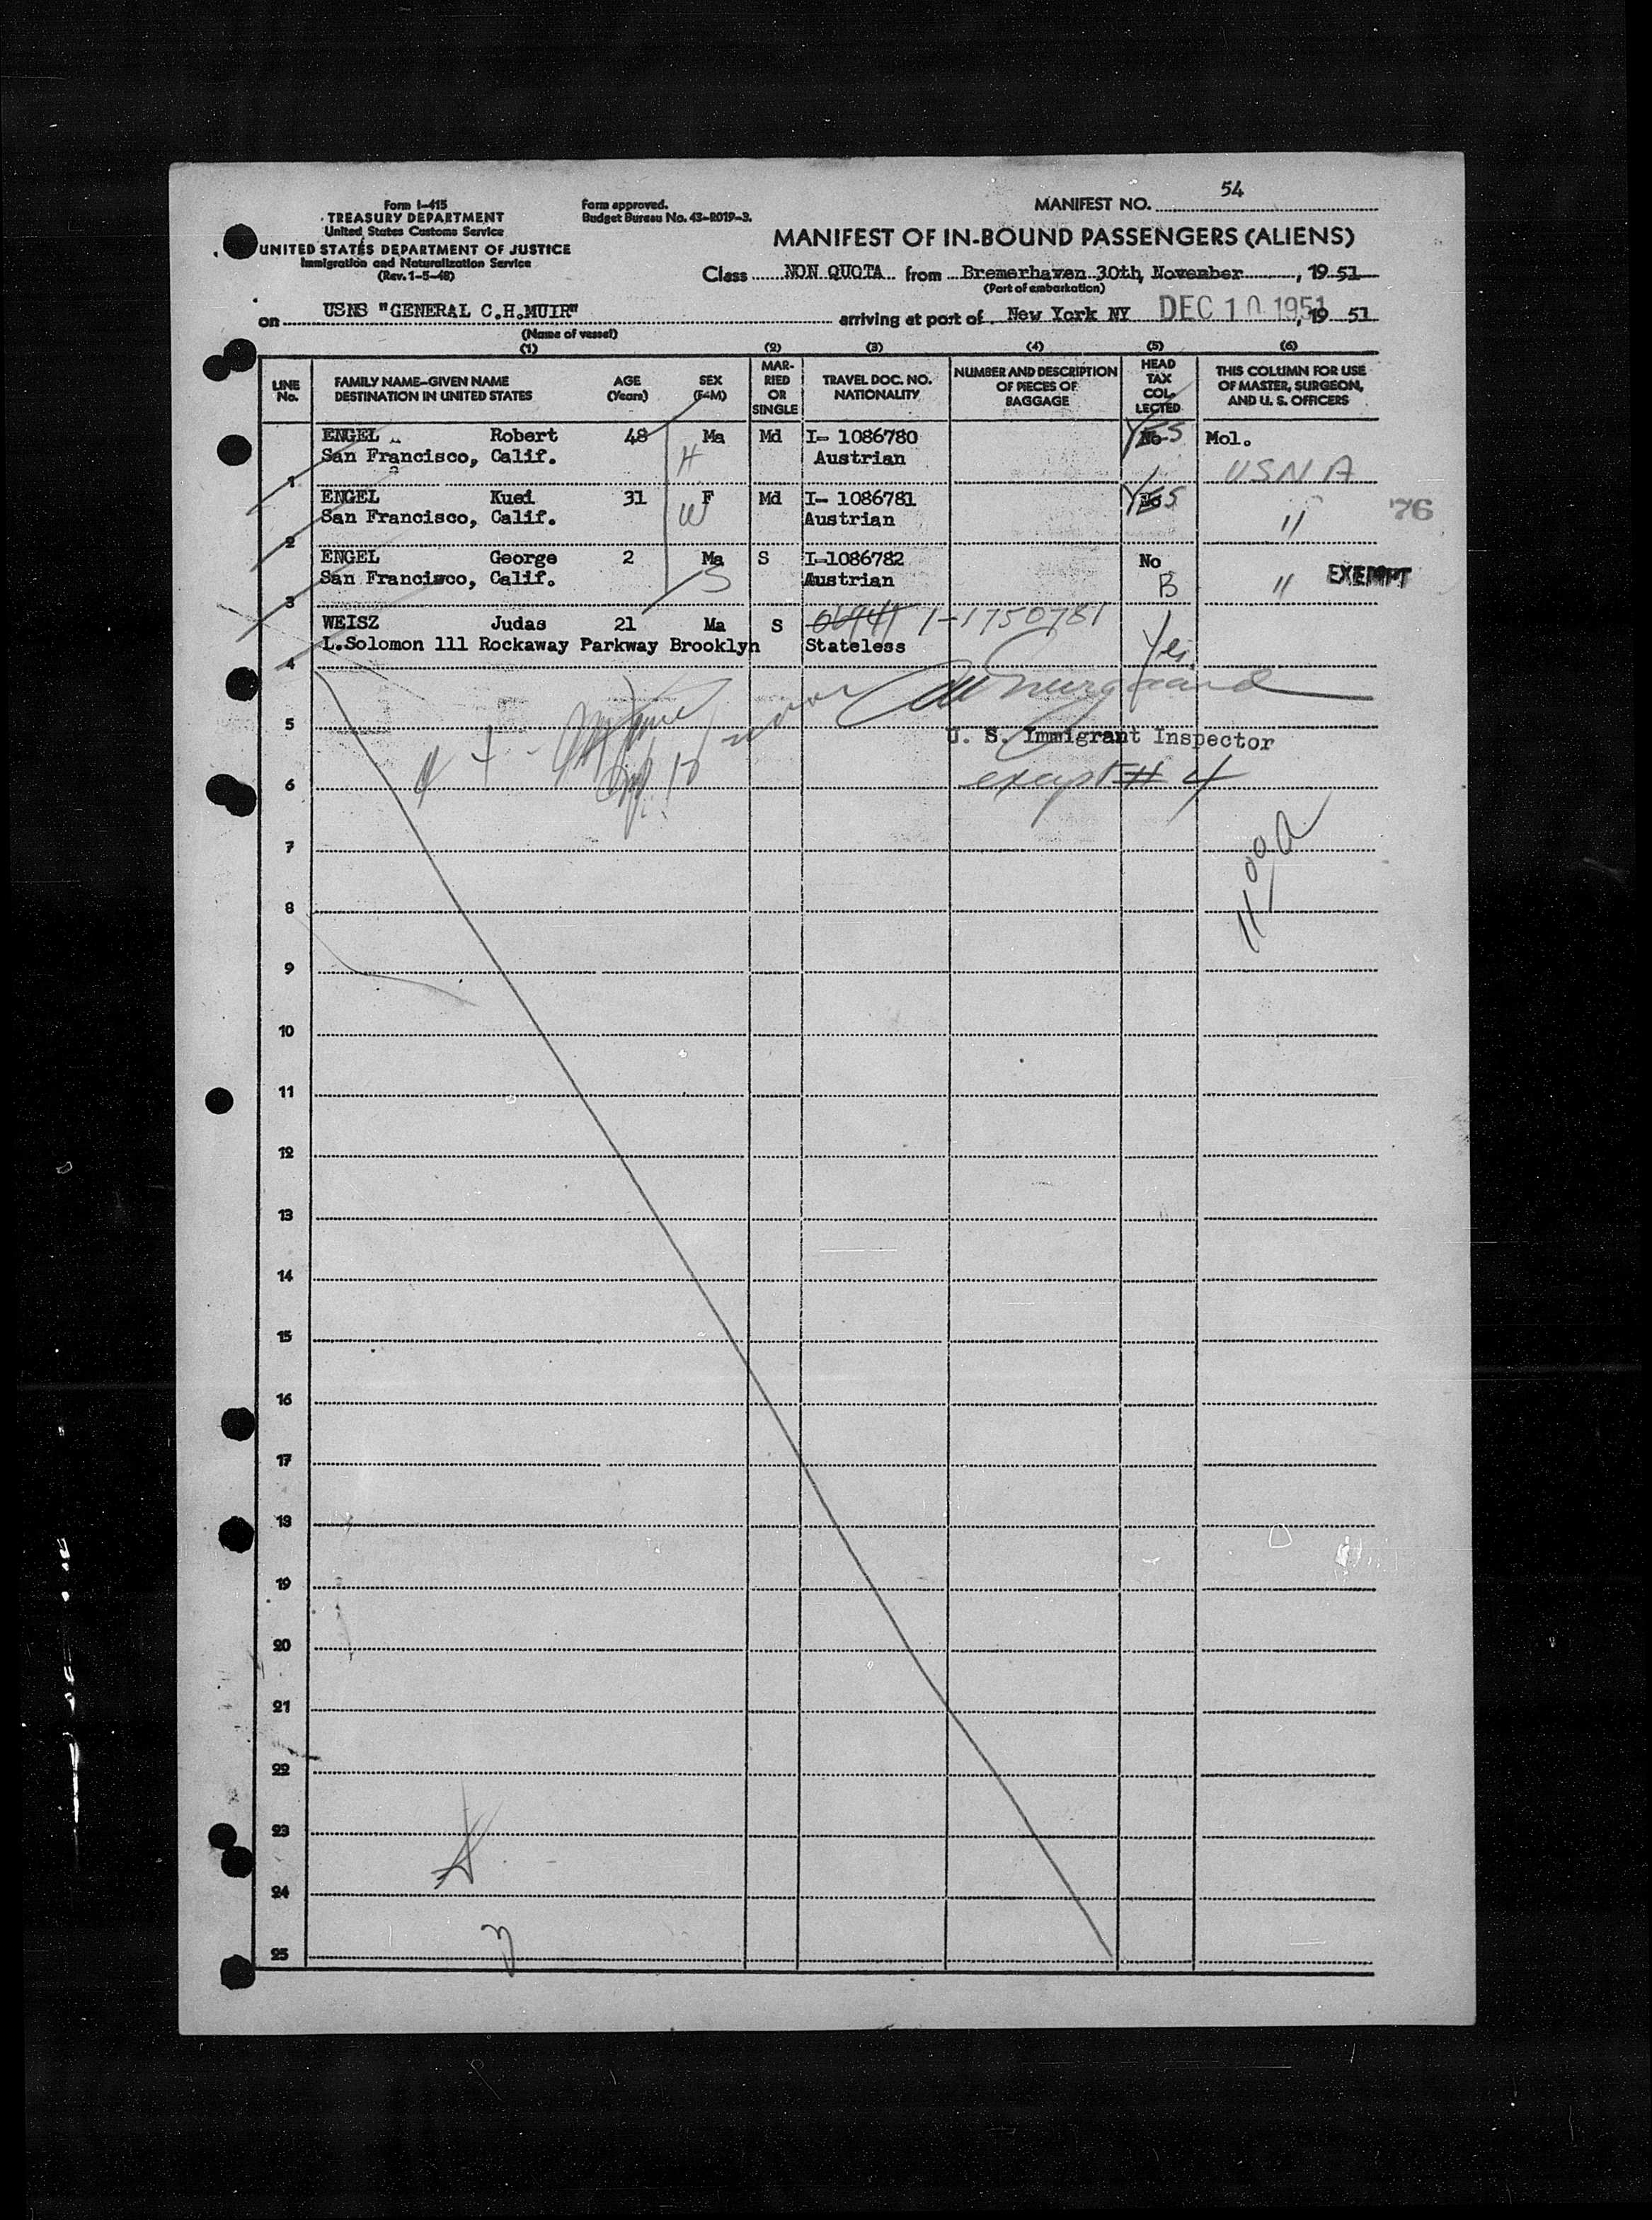 Form I-415
TREASURY DEPARTMENT
United States Customs Service
UNITED STATES DEPARTMENT OF JUSTICE
Immigration and Naturalization Service
(Rev. 1-5-48)
Form approved.
Budget Bureau No. 43-R019-3.
MANIFEST NO. 54
MANIFEST OF IN-BOUND PASSENGERS (ALIENS)
Class NON QUOTA from Bremerhaven 30th, November, 19 51
(Port of embarkation)
on USNS "GENERAL C.H.MUIR" arriving at port of New York NY DEC 10 1951, 19 51
(Name of vessel)
(1) (2) (3) (4) (5) (6)
LINE No.
FAMILY NAME-GIVEN NAME
DESTINATION IN UNITED STATES
AGE (Years)
SEX (F-M)
MAR-RIED OR SINGLE
TRAVEL DOC. NO. NATIONALITY
NUMBER AND DESCRIPTION OF PIECES OF BAGGAGE
HEAD TAX COL-LECTED
THIS COLUMN FOR USE OF MASTER, SURGEON, AND U. S. OFFICERS
ENGEL Robert 48 Ma Md I- 1086780 No YES Mol.
San Francisco, Calif. H Austrian USNA
1
ENGEL Kuei 31 F Md I- 1086781 No YES
San Francisco, Calif. W Austrian "
2
76
ENGEL George 2 Ma S I-1086782 No
San Francisco, Calif. S Austrian B " EXEMPT
3
WEISZ Judas 21 Ma S I-1750781
L.Solomon 111 Rockaway Parkway Brooklyn Stateless Yes.
4
5
U. S. Immigrant Inspector
6
except # 4
7
8
9
10
11
12
13
14
15
16
17
18
19
20
21
22
23
24
25